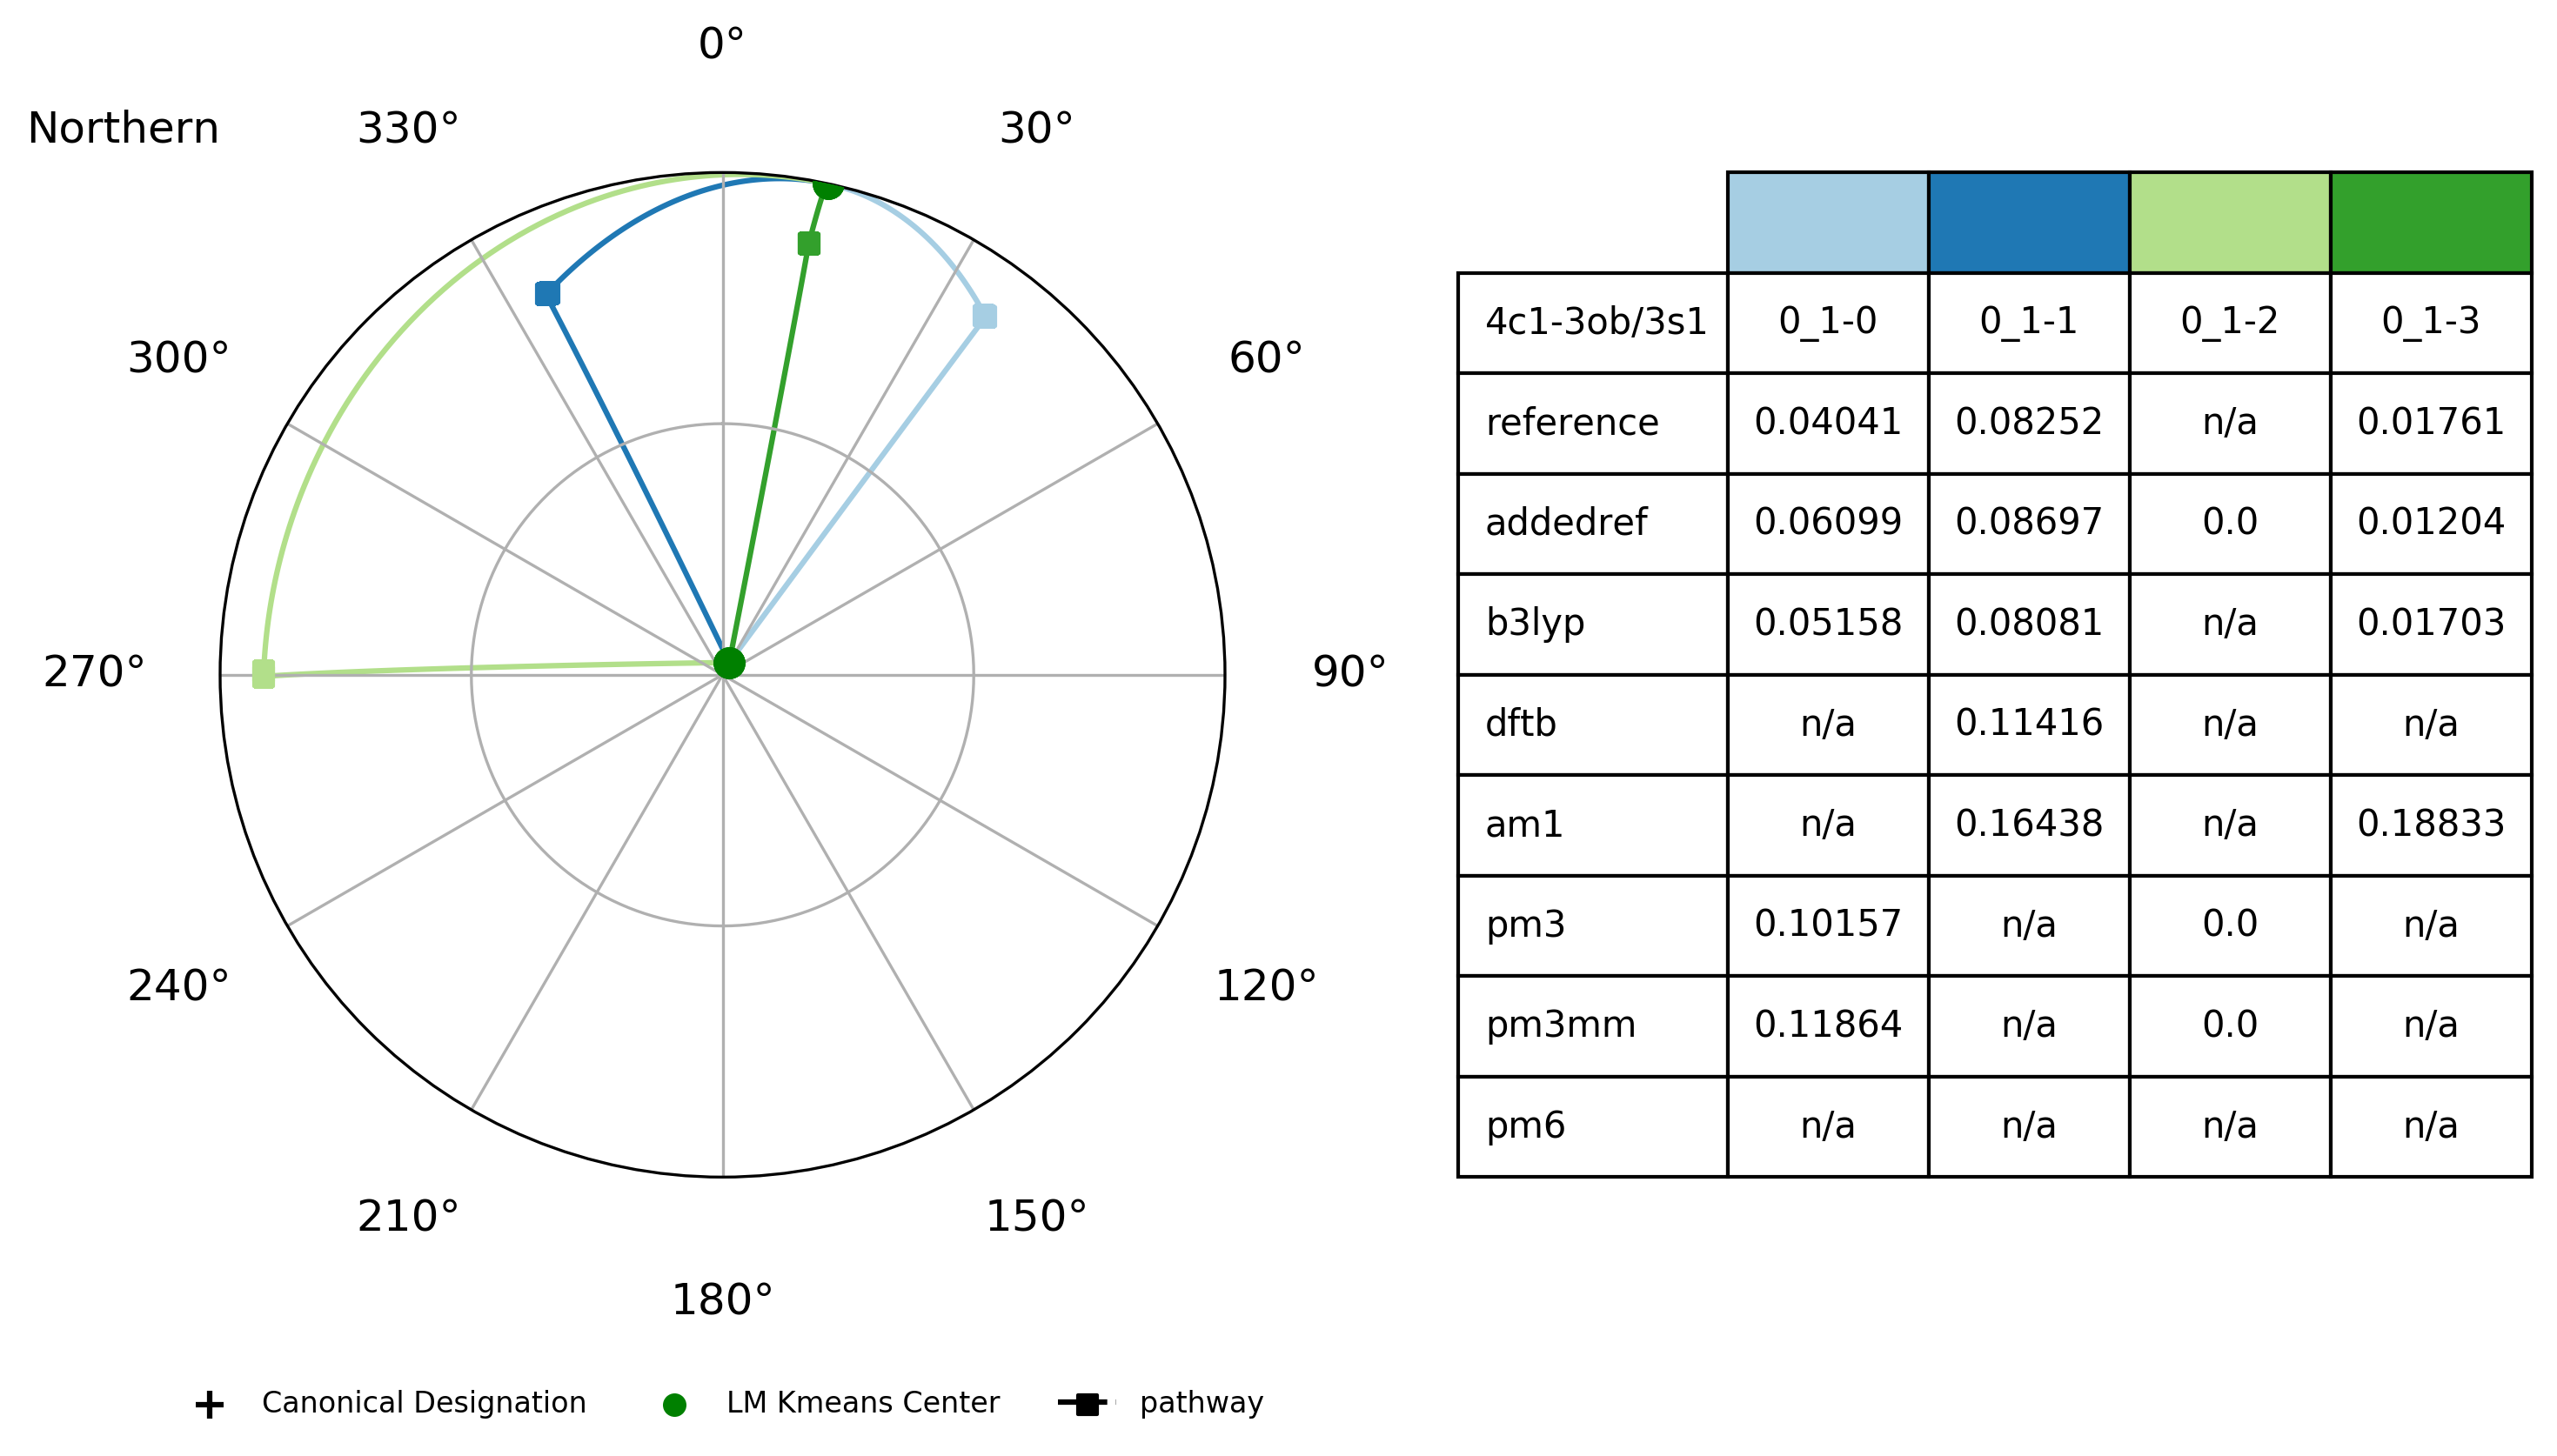 0°
Northern
330°
30°
300°
60°
270°
90°
240°
120°
210°
150°
180°
4c1-3ob/3s1 0_1-0 0_1-1 0_1-2 0_1-3
reference 0.04041 0.08252 n/a 0.01761
addedref 0.06099 0.08697 0.0 0.01204
b3lyp 0.05158 0.08081 n/a 0.01703
dftb n/a 0.11416 n/a n/a
am1 n/a 0.16438 n/a 0.18833
pm3 0.10157 n/a 0.0 n/a
pm3mm 0.11864 n/a 0.0 n/a
pm6 n/a n/a n/a n/a
Canonical Designation
LM Kmeans Center
pathway